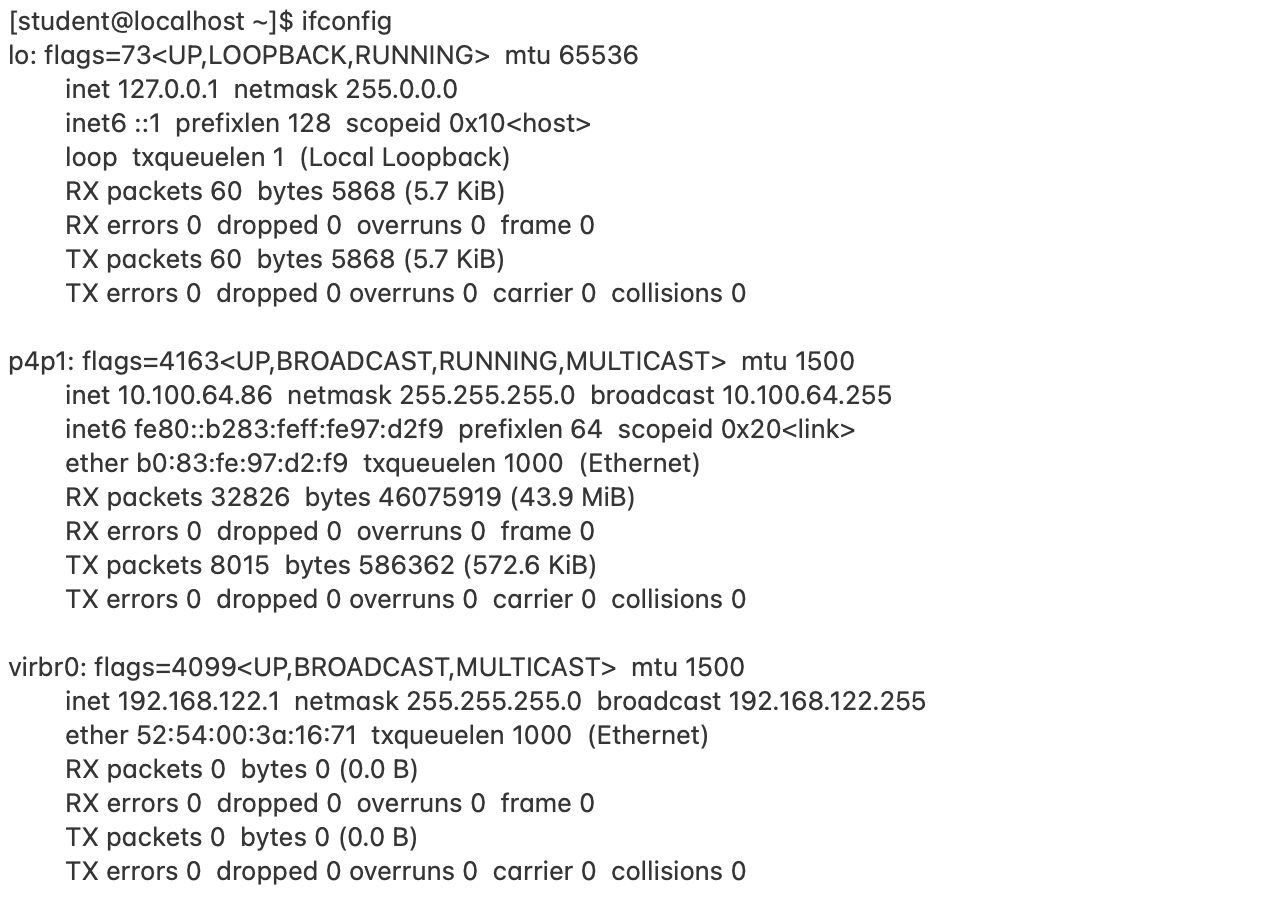 [student@localhost ~]$ ifconfig
lo: flags=73<UP,LOOPBACK,RUNNING>  mtu 65536
        inet 127.0.0.1  netmask 255.0.0.0
        inet6 ::1  prefixlen 128  scopeid 0x10<host>
        loop  txqueuelen 1  (Local Loopback)
        RX packets 60  bytes 5868 (5.7 KiB)
        RX errors 0  dropped 0  overruns 0  frame 0
        TX packets 60  bytes 5868 (5.7 KiB)
        TX errors 0  dropped 0 overruns 0  carrier 0  collisions 0

p4p1: flags=4163<UP,BROADCAST,RUNNING,MULTICAST>  mtu 1500
        inet 10.100.64.86  netmask 255.255.255.0  broadcast 10.100.64.255
        inet6 fe80::b283:feff:fe97:d2f9  prefixlen 64  scopeid 0x20<link>
        ether b0:83:fe:97:d2:f9  txqueuelen 1000  (Ethernet)
        RX packets 32826  bytes 46075919 (43.9 MiB)
        RX errors 0  dropped 0  overruns 0  frame 0
        TX packets 8015  bytes 586362 (572.6 KiB)
        TX errors 0  dropped 0 overruns 0  carrier 0  collisions 0

virbr0: flags=4099<UP,BROADCAST,MULTICAST>  mtu 1500
        inet 192.168.122.1  netmask 255.255.255.0  broadcast 192.168.122.255
        ether 52:54:00:3a:16:71  txqueuelen 1000  (Ethernet)
        RX packets 0  bytes 0 (0.0 B)
        RX errors 0  dropped 0  overruns 0  frame 0
        TX packets 0  bytes 0 (0.0 B)
        TX errors 0  dropped 0 overruns 0  carrier 0  collisions 0